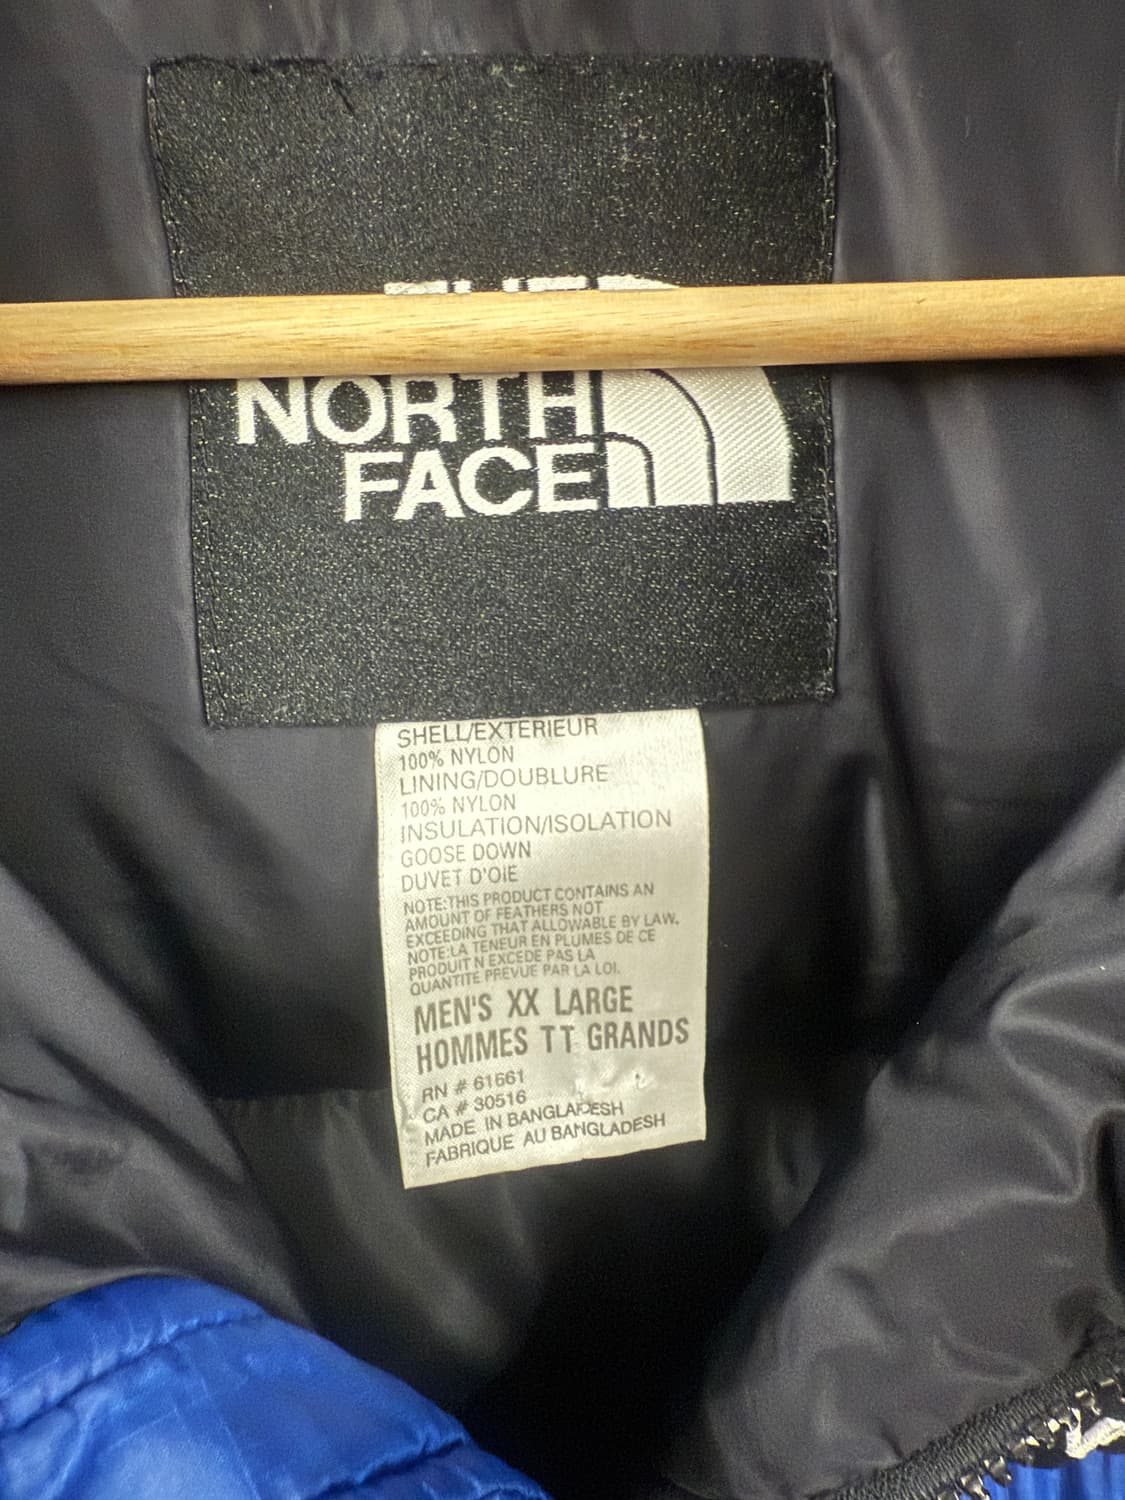 THE
NORTH
FACE
SHELL/EXTERIEUR
100% NYLON
LINING/DOUBLURE
100% NYLON
INSULATION/ISOLATION
GOOSE DOWN
DUVET D'OIE
NOTE:THIS PRODUCT CONTAINS AN
AMOUNT OF FEATHERS NOT
EXCEEDING THAT ALLOWABLE BY LAW.
NOTE:LA TENEUR EN PLUMES DE CE
PRODUIT N EXCEDE PAS LA
QUANTITE PREVUE PAR LA LOI.
MEN'S XX LARGE
HOMMES TT GRANDS
RN # 61661
CA # 30516
MADE IN BANGLADESH
FABRIQUE AU BANGLADESH